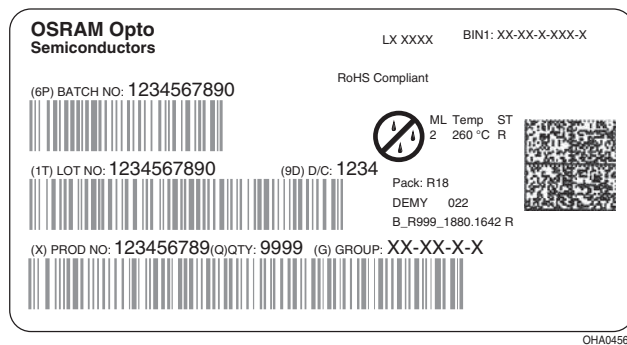 OSRAM Opto
Semiconductors
LX XXXX
BIN1: XX-XX-X-XXX-X
RoHS Compliant
(6P) BATCH NO: 1234567890
ML Temp ST
2 260 °C R
(1T) LOT NO: 1234567890 (9D) D/C: 1234
Pack: R18
DEMY 022
B_R999_1880.1642 R
(X) PROD NO: 123456789(Q)QTY: 9999 (G) GROUP: XX-XX-X-X